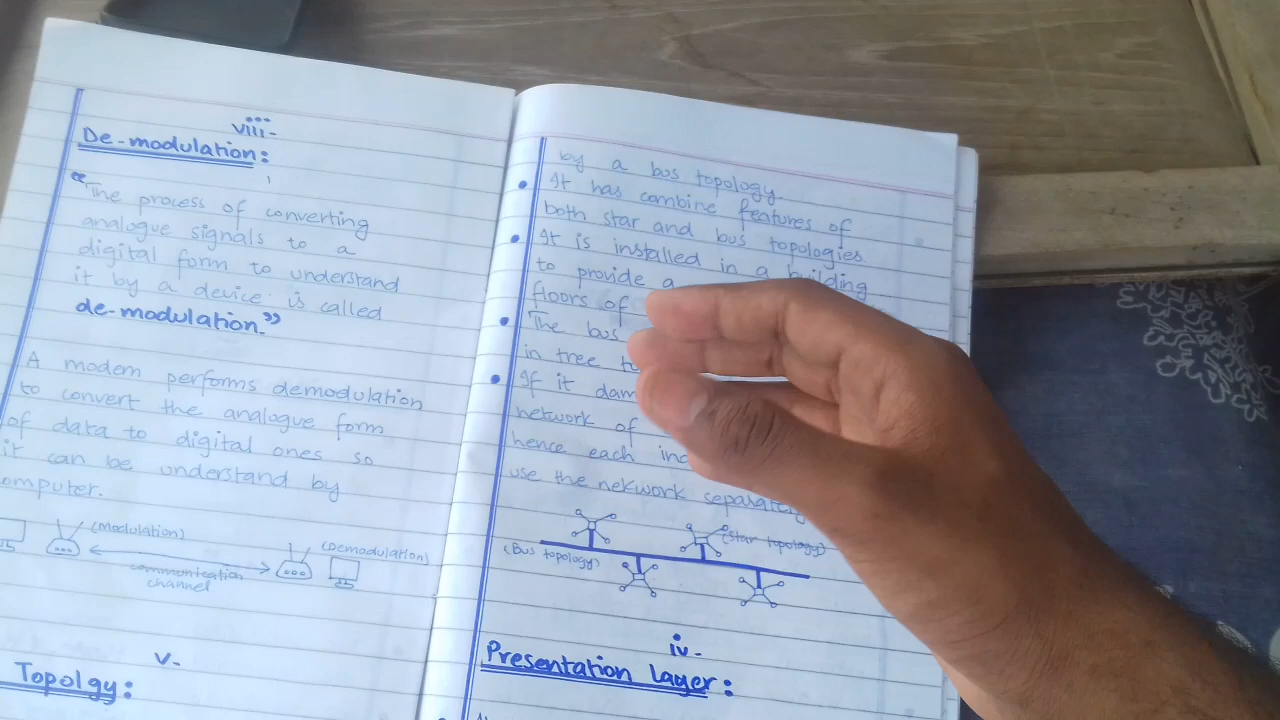 viii-
De-modulation:
"The process of converting
analogue signals to a
digital form to understand
it by a device is called
de-modulation."
A modem performs demodulation
to convert the analogue form
of data to digital ones so
it can be understand by
omputer.
(modulation)
(Demodulation)
communication
channel
v-
Topolgy:
by a bus topology.
• It has combine features of
both star and bus topologies
• It is installed in a building
to provide a
floors of
• The bus
in tree
• If it dam
network of
hence each
use the network separately
(Star topology)
(Bus topology)
iv-
Presentation layer: